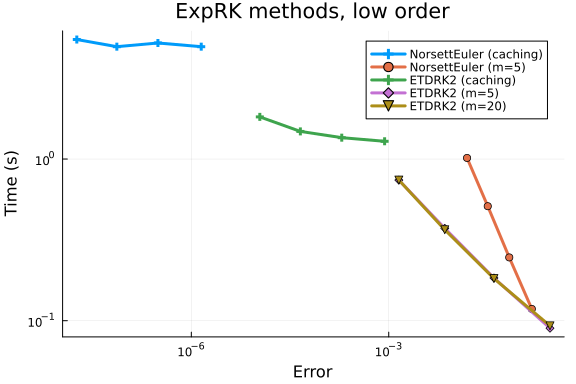 ExpRK methods, low order
NorsettEuler (caching)
NorsettEuler (m=5)
ETDRK2 (caching)
ETDRK2 (m=5)
ETDRK2 (m=20)
Time (s)
10⁰
10⁻¹
10⁻⁶
10⁻³
Error